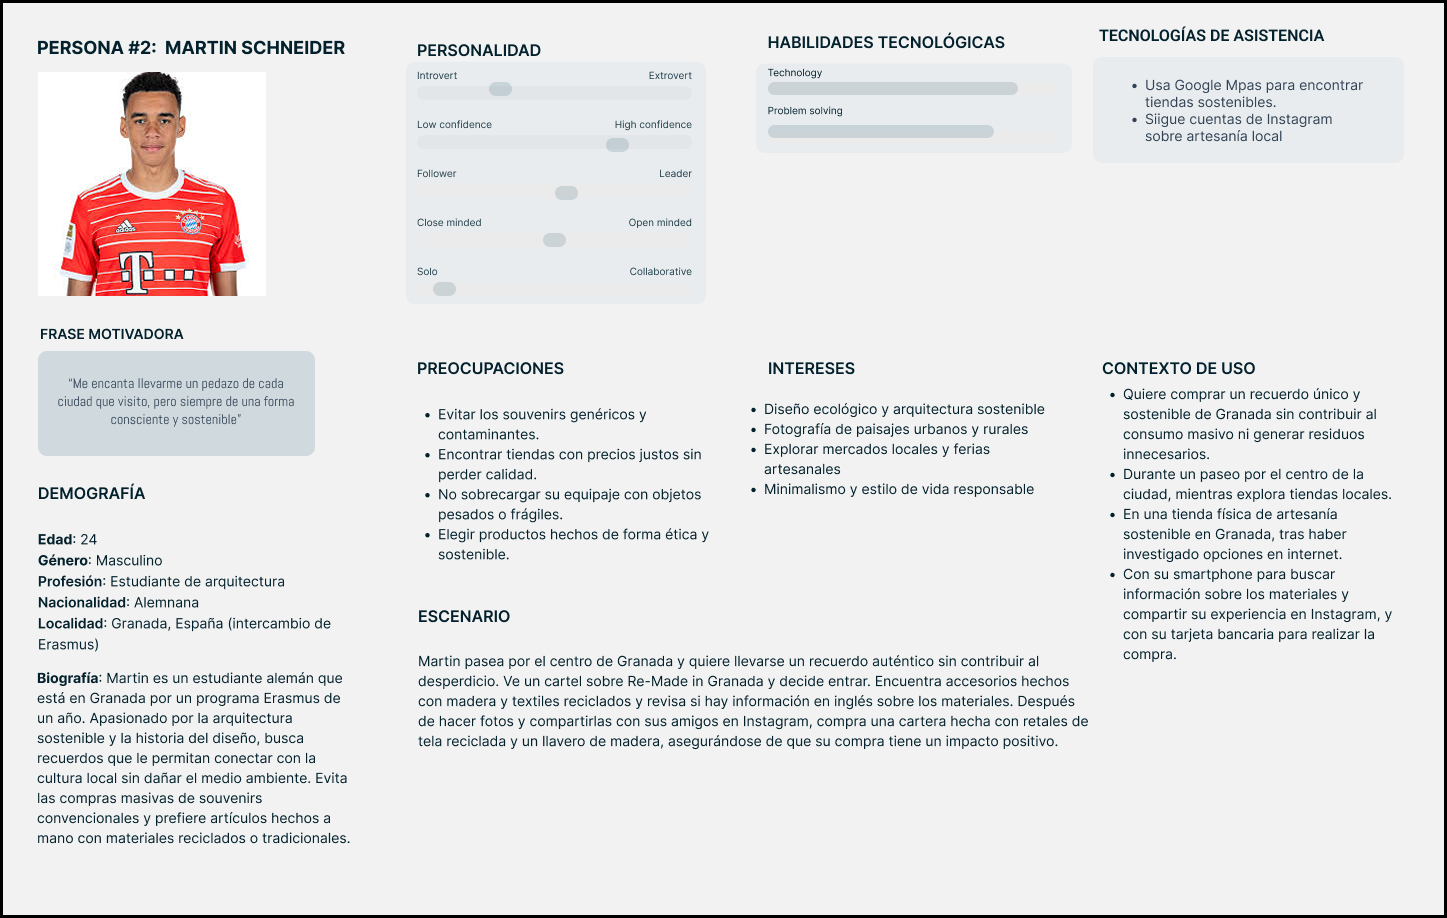 PERSONA #2:  MARTIN SCHNEIDER
adidas
T
FRASE MOTIVADORA
"Me encanta llevarme un pedazo de cada
ciudad que visito, pero siempre de una forma
consciente y sostenible"
DEMOGRAFÍA
Edad: 24
Género: Masculino
Profesión: Estudiante de arquitectura
Nacionalidad: Alemnana
Localidad: Granada, España (intercambio de
Erasmus)
Biografía: Martin es un estudiante alemán que
está en Granada por un programa Erasmus de
un año. Apasionado por la arquitectura
sostenible y la historia del diseño, busca
recuerdos que le permitan conectar con la
cultura local sin dañar el medio ambiente. Evita
las compras masivas de souvenirs
convencionales y prefiere artículos hechos a
mano con materiales reciclados o tradicionales.
PERSONALIDAD
Introvert Extrovert
Low confidence High confidence
Follower Leader
Close minded Open minded
Solo Collaborative
HABILIDADES TECNOLÓGICAS
Technology
Problem solving
TECNOLOGÍAS DE ASISTENCIA
• Usa Google Mpas para encontrar
tiendas sostenibles.
• Siigue cuentas de Instagram
sobre artesanía local
PREOCUPACIONES
• Evitar los souvenirs genéricos y
contaminantes.
• Encontrar tiendas con precios justos sin
perder calidad.
• No sobrecargar su equipaje con objetos
pesados o frágiles.
• Elegir productos hechos de forma ética y
sostenible.
INTERESES
• Diseño ecológico y arquitectura sostenible
• Fotografía de paisajes urbanos y rurales
• Explorar mercados locales y ferias
artesanales
• Minimalismo y estilo de vida responsable
CONTEXTO DE USO
• Quiere comprar un recuerdo único y
sostenible de Granada sin contribuir al
consumo masivo ni generar residuos
innecesarios.
• Durante un paseo por el centro de la
ciudad, mientras explora tiendas locales.
• En una tienda física de artesanía
sostenible en Granada, tras haber
investigado opciones en internet.
• Con su smartphone para buscar
información sobre los materiales y
compartir su experiencia en Instagram, y
con su tarjeta bancaria para realizar la
compra.
ESCENARIO
Martin pasea por el centro de Granada y quiere llevarse un recuerdo auténtico sin contribuir al
desperdicio. Ve un cartel sobre Re-Made in Granada y decide entrar. Encuentra accesorios hechos
con madera y textiles reciclados y revisa si hay información en inglés sobre los materiales. Después
de hacer fotos y compartirlas con sus amigos en Instagram, compra una cartera hecha con retales de
tela reciclada y un llavero de madera, asegurándose de que su compra tiene un impacto positivo.